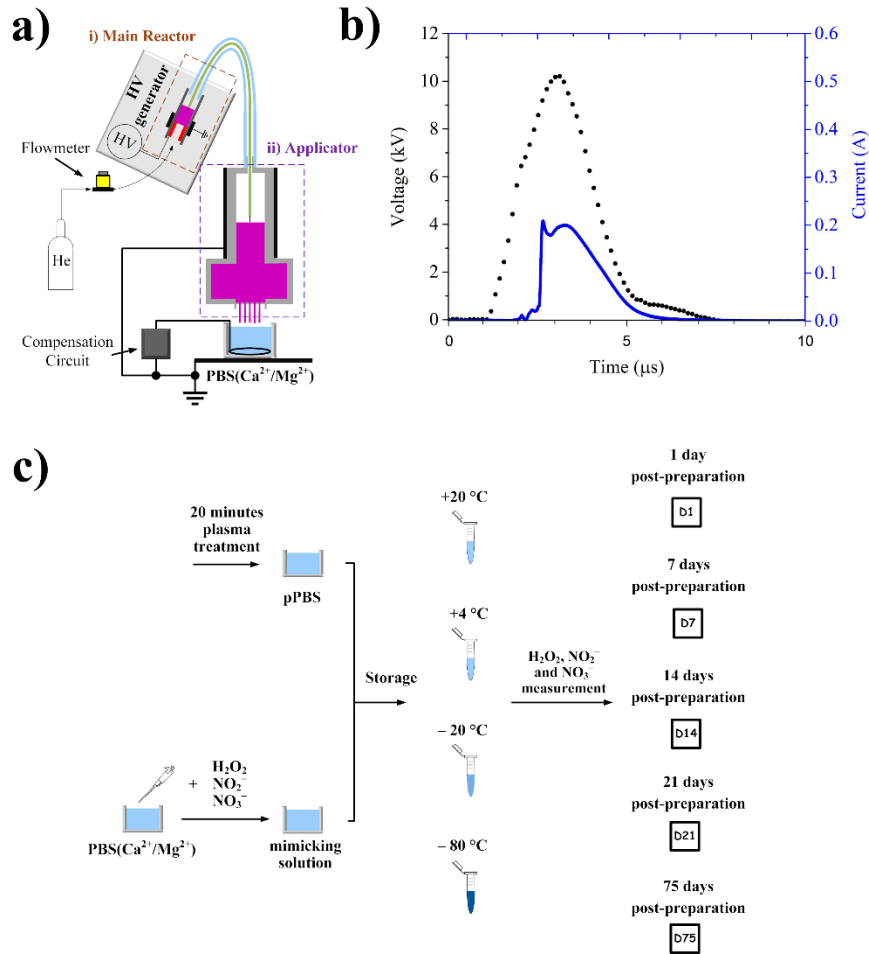 a)
i) Main Reactor
HV
generator
HV
Flowmeter
ii) Applicator
He
Compensation
Circuit
PBS(Ca²⁺/Mg²⁺)
b)
12
10
8
6
4
2
0
Voltage (kV)
0.6
0.5
0.4
0.3
0.2
0.1
0.0
Current (A)
0
5
10
Time (μs)
c)
20 minutes
plasma
treatment
pPBS
PBS(Ca²⁺/Mg²⁺)
+
H₂O₂
NO₂⁻
NO₃⁻
mimicking
solution
Storage
+20 °C
+4 °C
– 20 °C
– 80 °C
H₂O₂, NO₂⁻
and NO₃⁻
measurement
1 day
post-preparation
D1
7 days
post-preparation
D7
14 days
post-preparation
D14
21 days
post-preparation
D21
75 days
post-preparation
D75